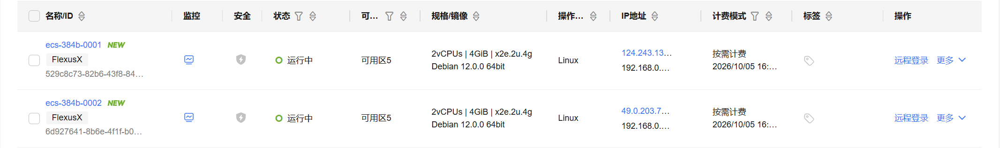 名称/ID 监控 安全 状态 可... 规格/镜像 操作... IP地址 计费模式 标签 操作
ecs-384b-0001 NEW
FlexusX
529c8c73-82b6-43f8-84...
运行中
可用区5
2vCPUs | 4GiB | x2e.2u.4g
Debian 12.0.0 64bit
Linux
124.243.13...
192.168.0....
按需计费
2026/10/05 16:...
远程登录 更多
ecs-384b-0002 NEW
FlexusX
6d927641-8b6e-4f1f-b0...
运行中
可用区5
2vCPUs | 4GiB | x2e.2u.4g
Debian 12.0.0 64bit
Linux
49.0.203.7...
192.168.0....
按需计费
2026/10/05 16:...
远程登录 更多